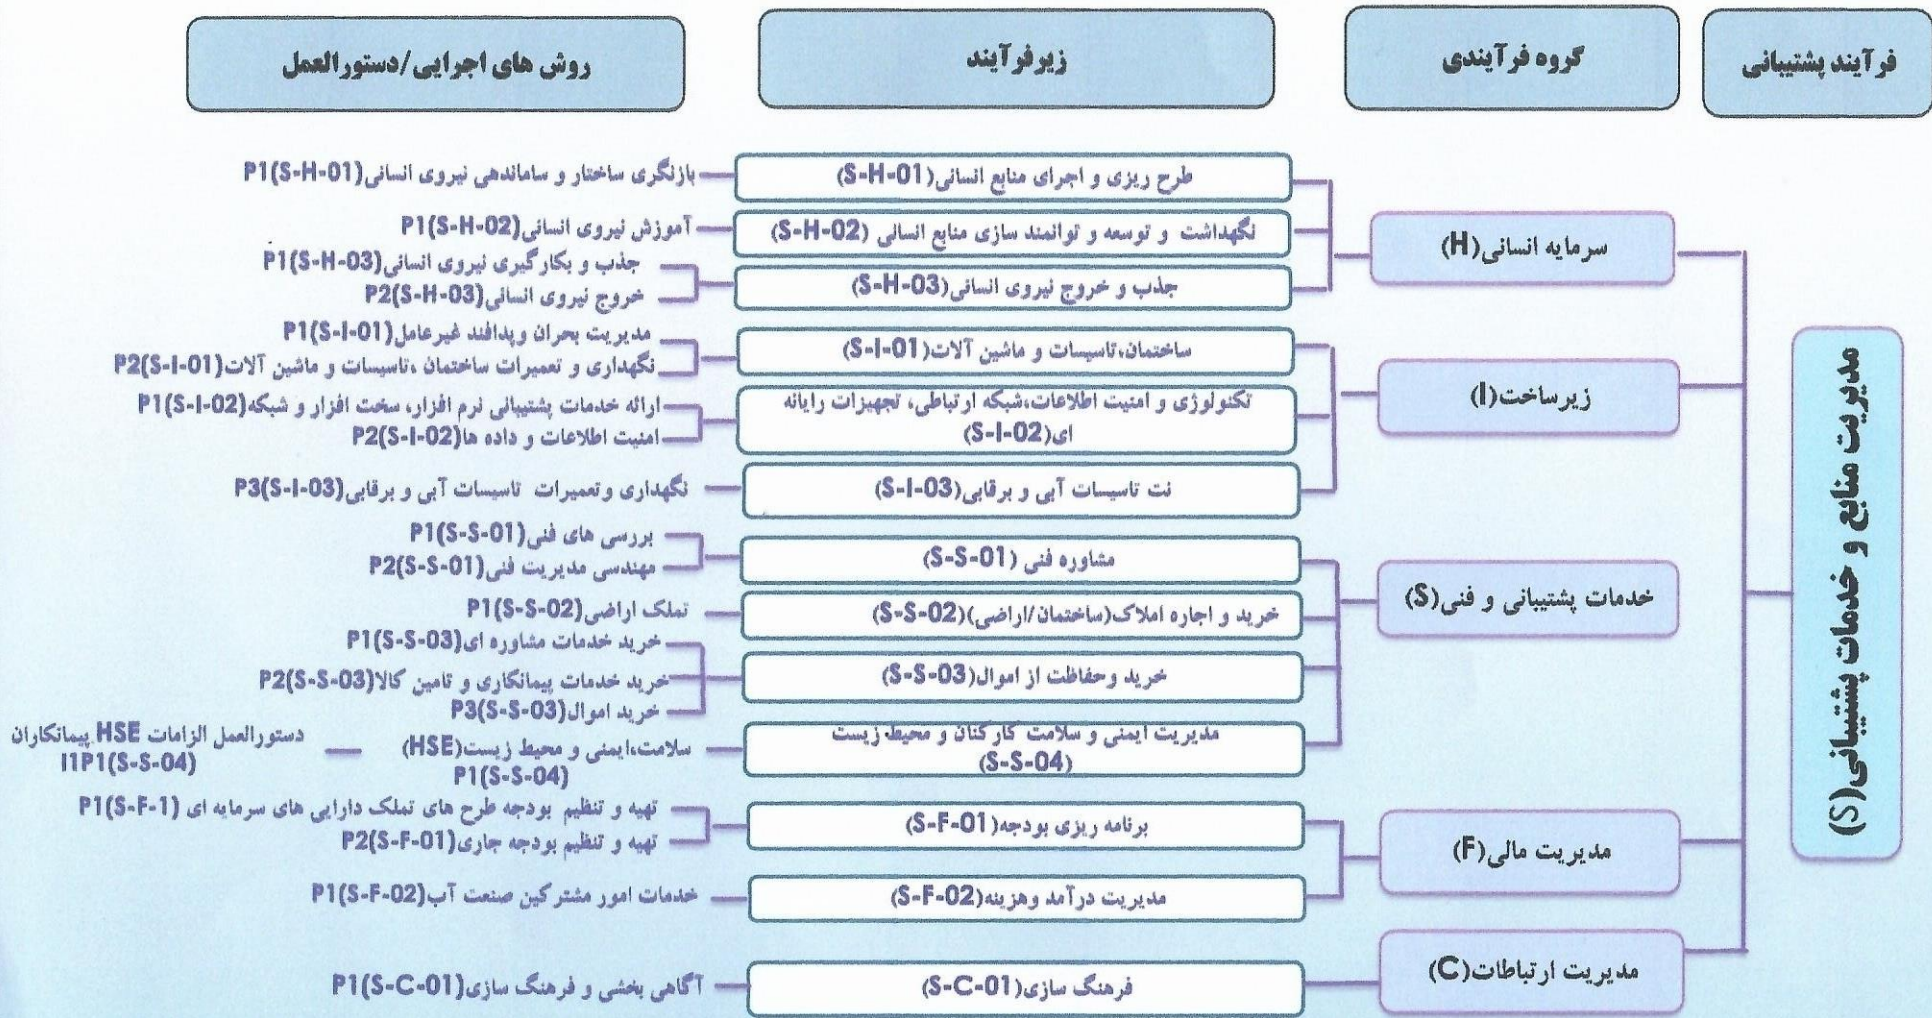 فرآیند پشتیبانی
گروه فرآیندی
زیرفرآیند
روش های اجرایی/دستورالعمل
مدیریت منابع و خدمات پشتیبانی(S)
سرمایه انسانی(H)
طرح ریزی و اجرای منابع انسانی(S-H-01)
بازنگری ساختار و ساماندهی نیروی انسانی(S-H-01)P1
نگهداشت و توسعه و توانمند سازی منابع انسانی (S-H-02)
آموزش نیروی انسانی(S-H-02)P1
جذب و خروج نیروی انسانی(S-H-03)
جذب و بکارگیری نیروی انسانی(S-H-03)P1
خروج نیروی انسانی(S-H-03)P2
زیرساخت(I)
ساختمان،تاسیسات و ماشین آلات(S-I-01)
مدیریت بحران وپدافند غیرعامل(S-I-01)P1
نگهداری و تعمیرات ساختمان ،تاسیسات و ماشین آلات(S-I-01)P2
تکنولوژی و امنیت اطلاعات،شبکه ارتباطی، تجهیزات رایانه
ای(S-I-02)
ارائه خدمات پشتیبانی نرم افزار، سخت افزار و شبکه(S-I-02)P1
امنیت اطلاعات و داده ها(S-I-02)P2
نت تاسیسات آبی و برقابی(S-I-03)
نگهداری وتعمیرات تاسیسات آبی و برقابی(S-I-03)P3
خدمات پشتیبانی و فنی(S)
مشاوره فنی (S-S-01)
بررسی های فنی(S-S-01)P1
مهندسی مدیریت فنی(S-S-01)P2
خرید و اجاره املاک(ساختمان/اراضی)(S-S-02)
تملک اراضی(S-S-02)P1
خرید وحفاظت از اموال(S-S-03)
خرید خدمات مشاوره ای(S-S-03)P1
خرید خدمات پیمانکاری و تامین کالا(S-S-03)P2
خرید اموال(S-S-03)P3
مدیریت ایمنی و سلامت کارکنان و محیط زیست
(S-S-04)
سلامت،ایمنی و محیط زیست(HSE)
P1(S-S-04)
دستورالعمل الزامات HSE پیمانکاران
I1P1(S-S-04)
مدیریت مالی(F)
برنامه ریزی بودجه(S-F-01)
تهیه و تنظیم بودجه طرح های تملک دارایی های سرمایه ای (S-F-1)P1
تهیه و تنظیم بودجه جاری(S-F-01)P2
مدیریت درآمد وهزینه(S-F-02)
خدمات امور مشترکین صنعت آب(S-F-02)P1
مدیریت ارتباطات(C)
فرهنگ سازی(S-C-01)
آگاهی بخشی و فرهنگ سازی(S-C-01)P1